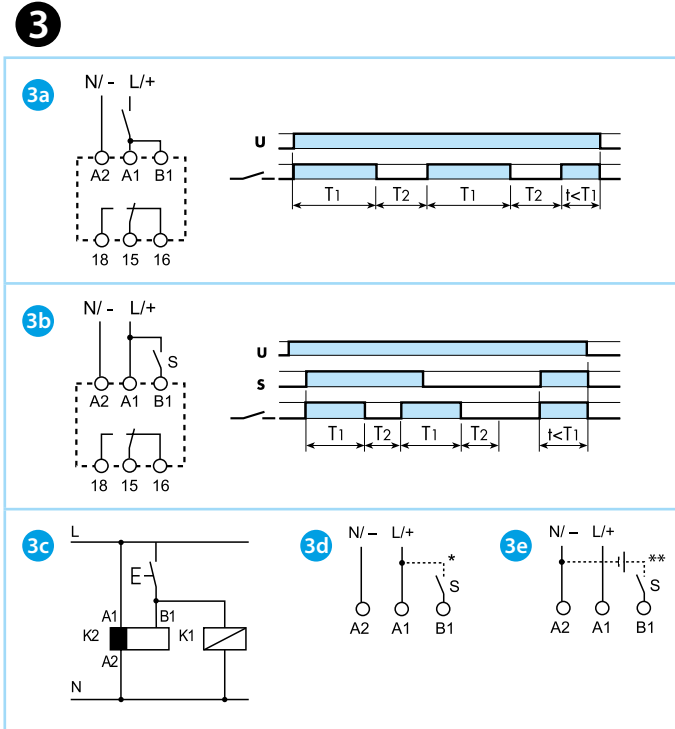 3
3a
N/ - L/+
A2 A1 B1
18 15 16
U
T1 T2 T1 T2 t<T1
3b
N/ - L/+
S
A2 A1 B1
18 15 16
U
S
T1 T2 T1 T2 t<T1
3c
L
E
A1 B1
K2 K1
A2
N
3d
N/ - L/+
*
S
A2 A1 B1
3e
N/ - L/+
**
S
A2 A1 B1